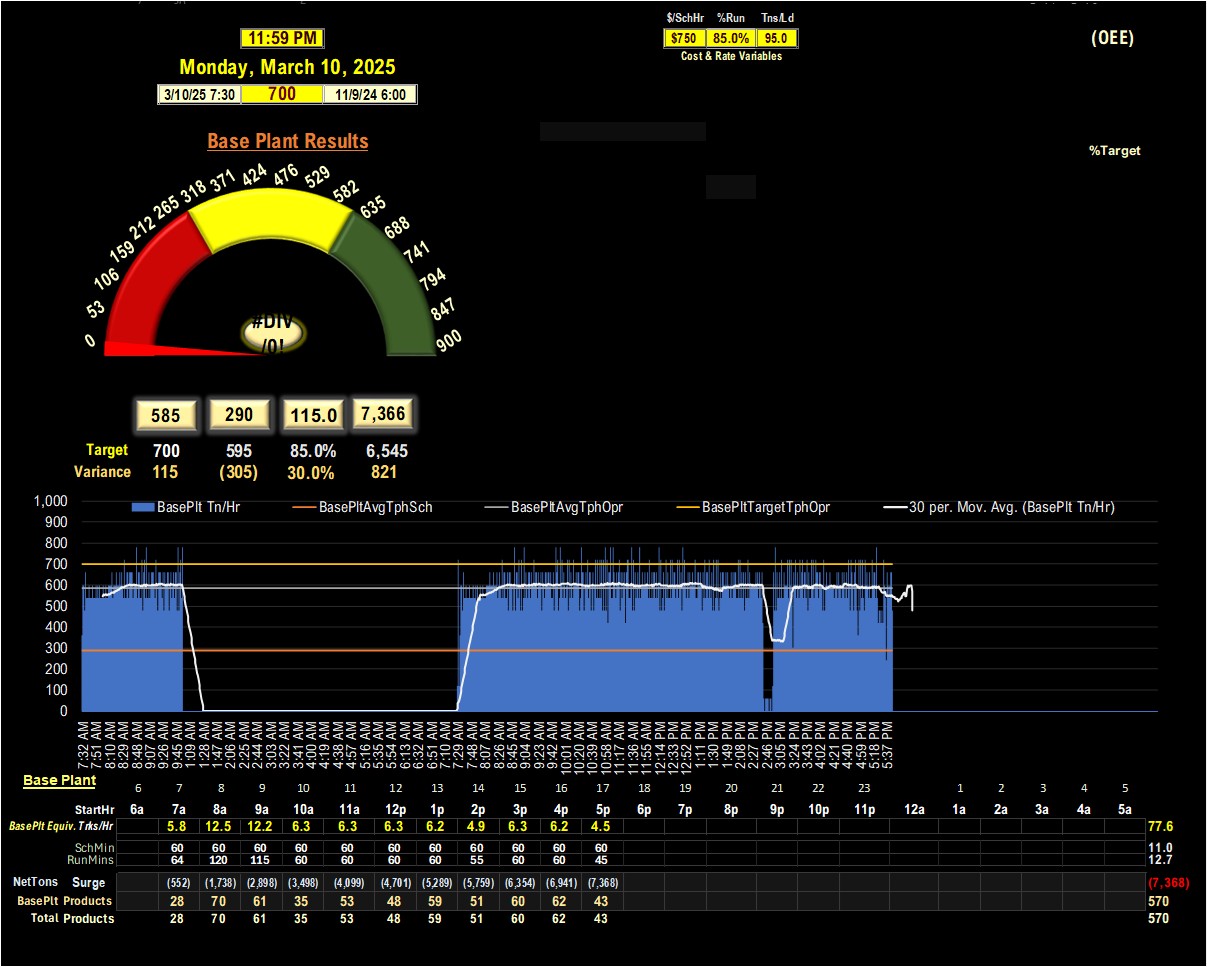 $/SchHr %Run Tns/Ld
11:59 PM $750 85.0% 95.0 (OEE)
Cost & Rate Variables
Monday, March 10, 2025
3/10/25 7:30 700 11/9/24 6:00
Base Plant Results
%Target
0 53 106 159 212 265 318 371 424 476 529 582 635 688 741 794 847 900
#DIV
/0!
585 290 115.0 7,366
Target 700 595 85.0% 6,545
Variance 115 (305) 30.0% 821
BasePlt Tn/Hr BasePltAvgTphSch BasePltAvgTphOpr BasePltTargetTphOpr 30 per. Mov. Avg. (BasePlt Tn/Hr)
1,000
900
800
700
600
500
400
300
200
100
0
7:32 AM 7:51 AM 8:10 AM 8:29 AM 9:07 AM 9:26 AM 9:45 AM 1:09 AM 1:28 AM 1:47 AM 2:06 AM 2:25 AM 2:44 AM 3:03 AM 3:22 AM 3:41 AM 4:00 AM 4:19 AM 4:38 AM 4:57 AM 5:16 AM 5:35 AM 5:54 AM 6:13 AM 6:32 AM 6:51 AM 7:10 AM 7:29 AM 7:48 AM 8:07 AM 8:26 AM 8:45 AM 9:04 AM 9:23 AM 9:42 AM 10:01 AM 10:20 AM 10:39 AM 10:58 AM 11:17 AM 11:36 AM 11:55 AM 12:14 PM 12:33 PM 12:52 PM 1:11 PM 1:30 PM 1:49 PM 2:08 PM 2:27 PM 2:46 PM 3:05 PM 3:24 PM 3:43 PM 4:02 PM 4:21 PM 4:40 PM 4:59 PM 5:18 PM 5:37 PM
Base Plant
6 7 8 9 10 11 12 13 14 15 16 17 18 19 20 21 22 23 1 2 3 4 5
StartHr 6a 7a 8a 9a 10a 11a 12p 1p 2p 3p 4p 5p 6p 7p 8p 9p 10p 11p 12a 1a 2a 3a 4a 5a
BasePlt Equiv. Trks/Hr 5.8 12.5 12.2 6.3 6.3 6.3 6.2 4.9 6.3 6.2 4.5 77.6
SchMin 60 60 60 60 60 60 60 60 60 60 60 11.0
RunMins 64 120 115 60 60 60 60 55 60 60 45 12.7
NetTons Surge (552) (1,738) (2,898) (3,498) (4,099) (4,701) (5,289) (5,759) (6,354) (6,941) (7,368) (7,368)
BasePlt Products 28 70 61 35 53 48 59 51 60 62 43 570
Total Products 28 70 61 35 53 48 59 51 60 62 43 570